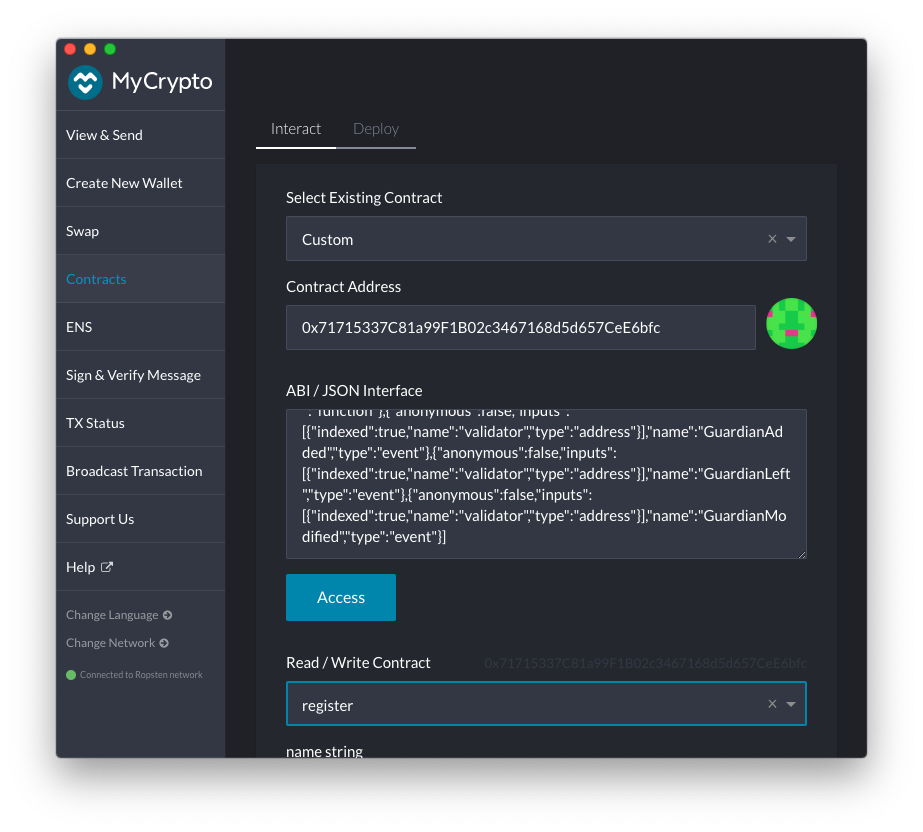 MyCrypto
View & Send
Create New Wallet
Swap
Contracts
ENS
Sign & Verify Message
TX Status
Broadcast Transaction
Support Us
Help
Change Language
Change Network
Connected to Ropsten network
Interact
Deploy
Select Existing Contract
Custom
Contract Address
0x71715337C81a99F1B02c3467168d5d657CeE6bfc
ABI / JSON Interface
":"function"},{"anonymous":false,"inputs":
[{"indexed":true,"name":"validator","type":"address"}],"name":"GuardianAd
ded","type":"event"},{"anonymous":false,"inputs":
[{"indexed":true,"name":"validator","type":"address"}],"name":"GuardianLeft
","type":"event"},{"anonymous":false,"inputs":
[{"indexed":true,"name":"validator","type":"address"}],"name":"GuardianMo
dified","type":"event"}]
Access
Read / Write Contract
0x71715337C81a99F1B02c3467168d5d657CeE6bfc
register
name string